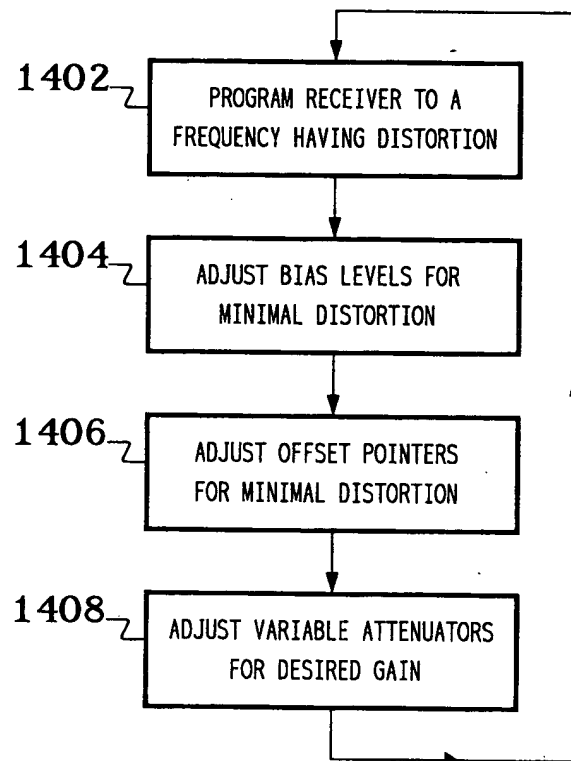 1402
PROGRAM RECEIVER TO A
FREQUENCY HAVING DISTORTION
1404
ADJUST BIAS LEVELS FOR
MINIMAL DISTORTION
1406
ADJUST OFFSET POINTERS
FOR MINIMAL DISTORTION
1408
ADJUST VARIABLE ATTENUATORS
FOR DESIRED GAIN